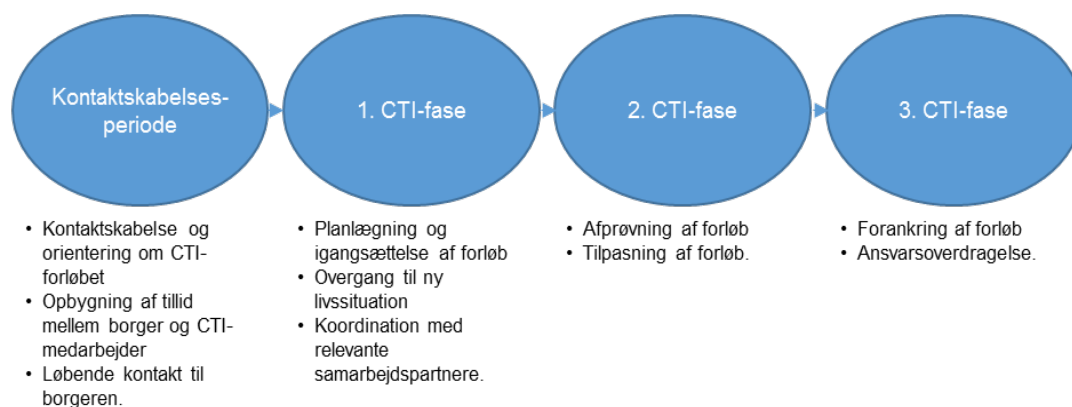 Kontaktskabelses-
periode
1. CTI-fase
2. CTI-fase
3. CTI-fase
• Kontaktskabelse og
orientering om CTI-
forløbet
• Opbygning af tillid
mellem borger og CTI-
medarbejder
• Løbende kontakt til
borgeren.
• Planlægning og
igangsættelse af forløb
• Overgang til ny
livssituation
• Koordination med
relevante
samarbejdspartnere.
• Afprøvning af forløb
• Tilpasning af forløb.
• Forankring af forløb
• Ansvarsoverdragelse.